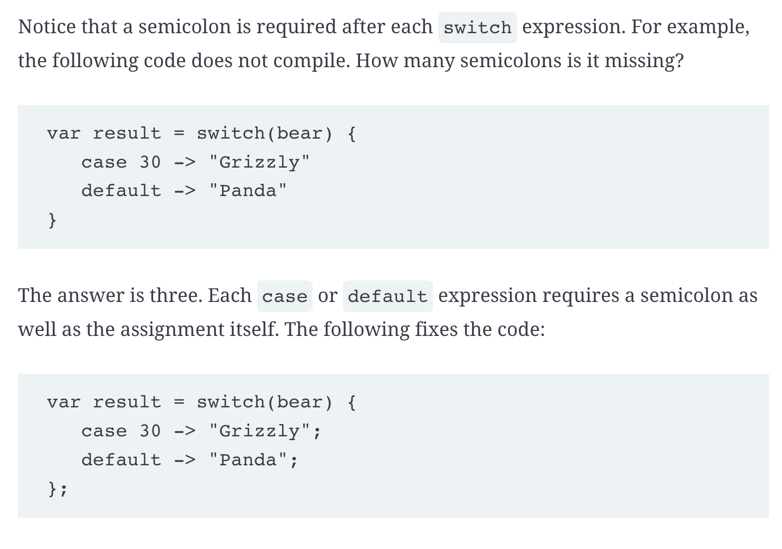 Notice that a semicolon is required after each switch expression. For example,
the following code does not compile. How many semicolons is it missing?
var result = switch(bear) {
   case 30 -> "Grizzly"
   default -> "Panda"
}
The answer is three. Each case or default expression requires a semicolon as
well as the assignment itself. The following fixes the code:
var result = switch(bear) {
   case 30 -> "Grizzly";
   default -> "Panda";
};